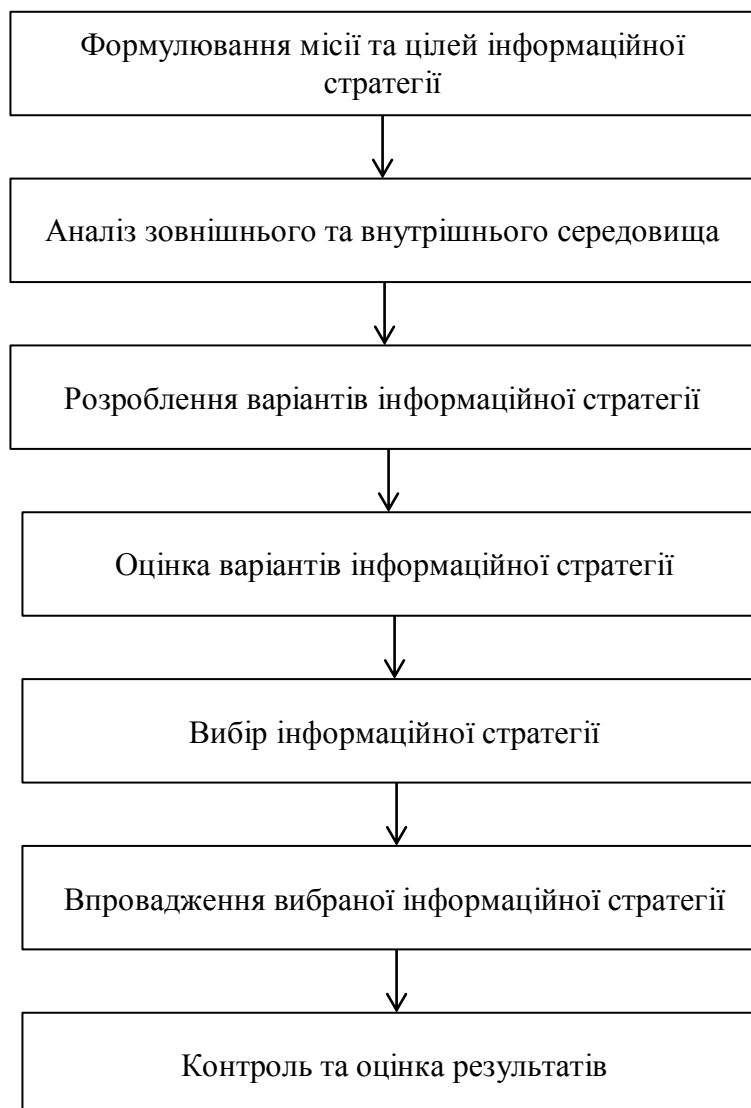 Формулювання місії та цілей інформаційної
стратегії
Аналіз зовнішнього та внутрішнього середовища
Розроблення варіантів інформаційної стратегії
Оцінка варіантів інформаційної стратегії
Вибір інформаційної стратегії
Впровадження вибраної інформаційної стратегії
Контроль та оцінка результатів